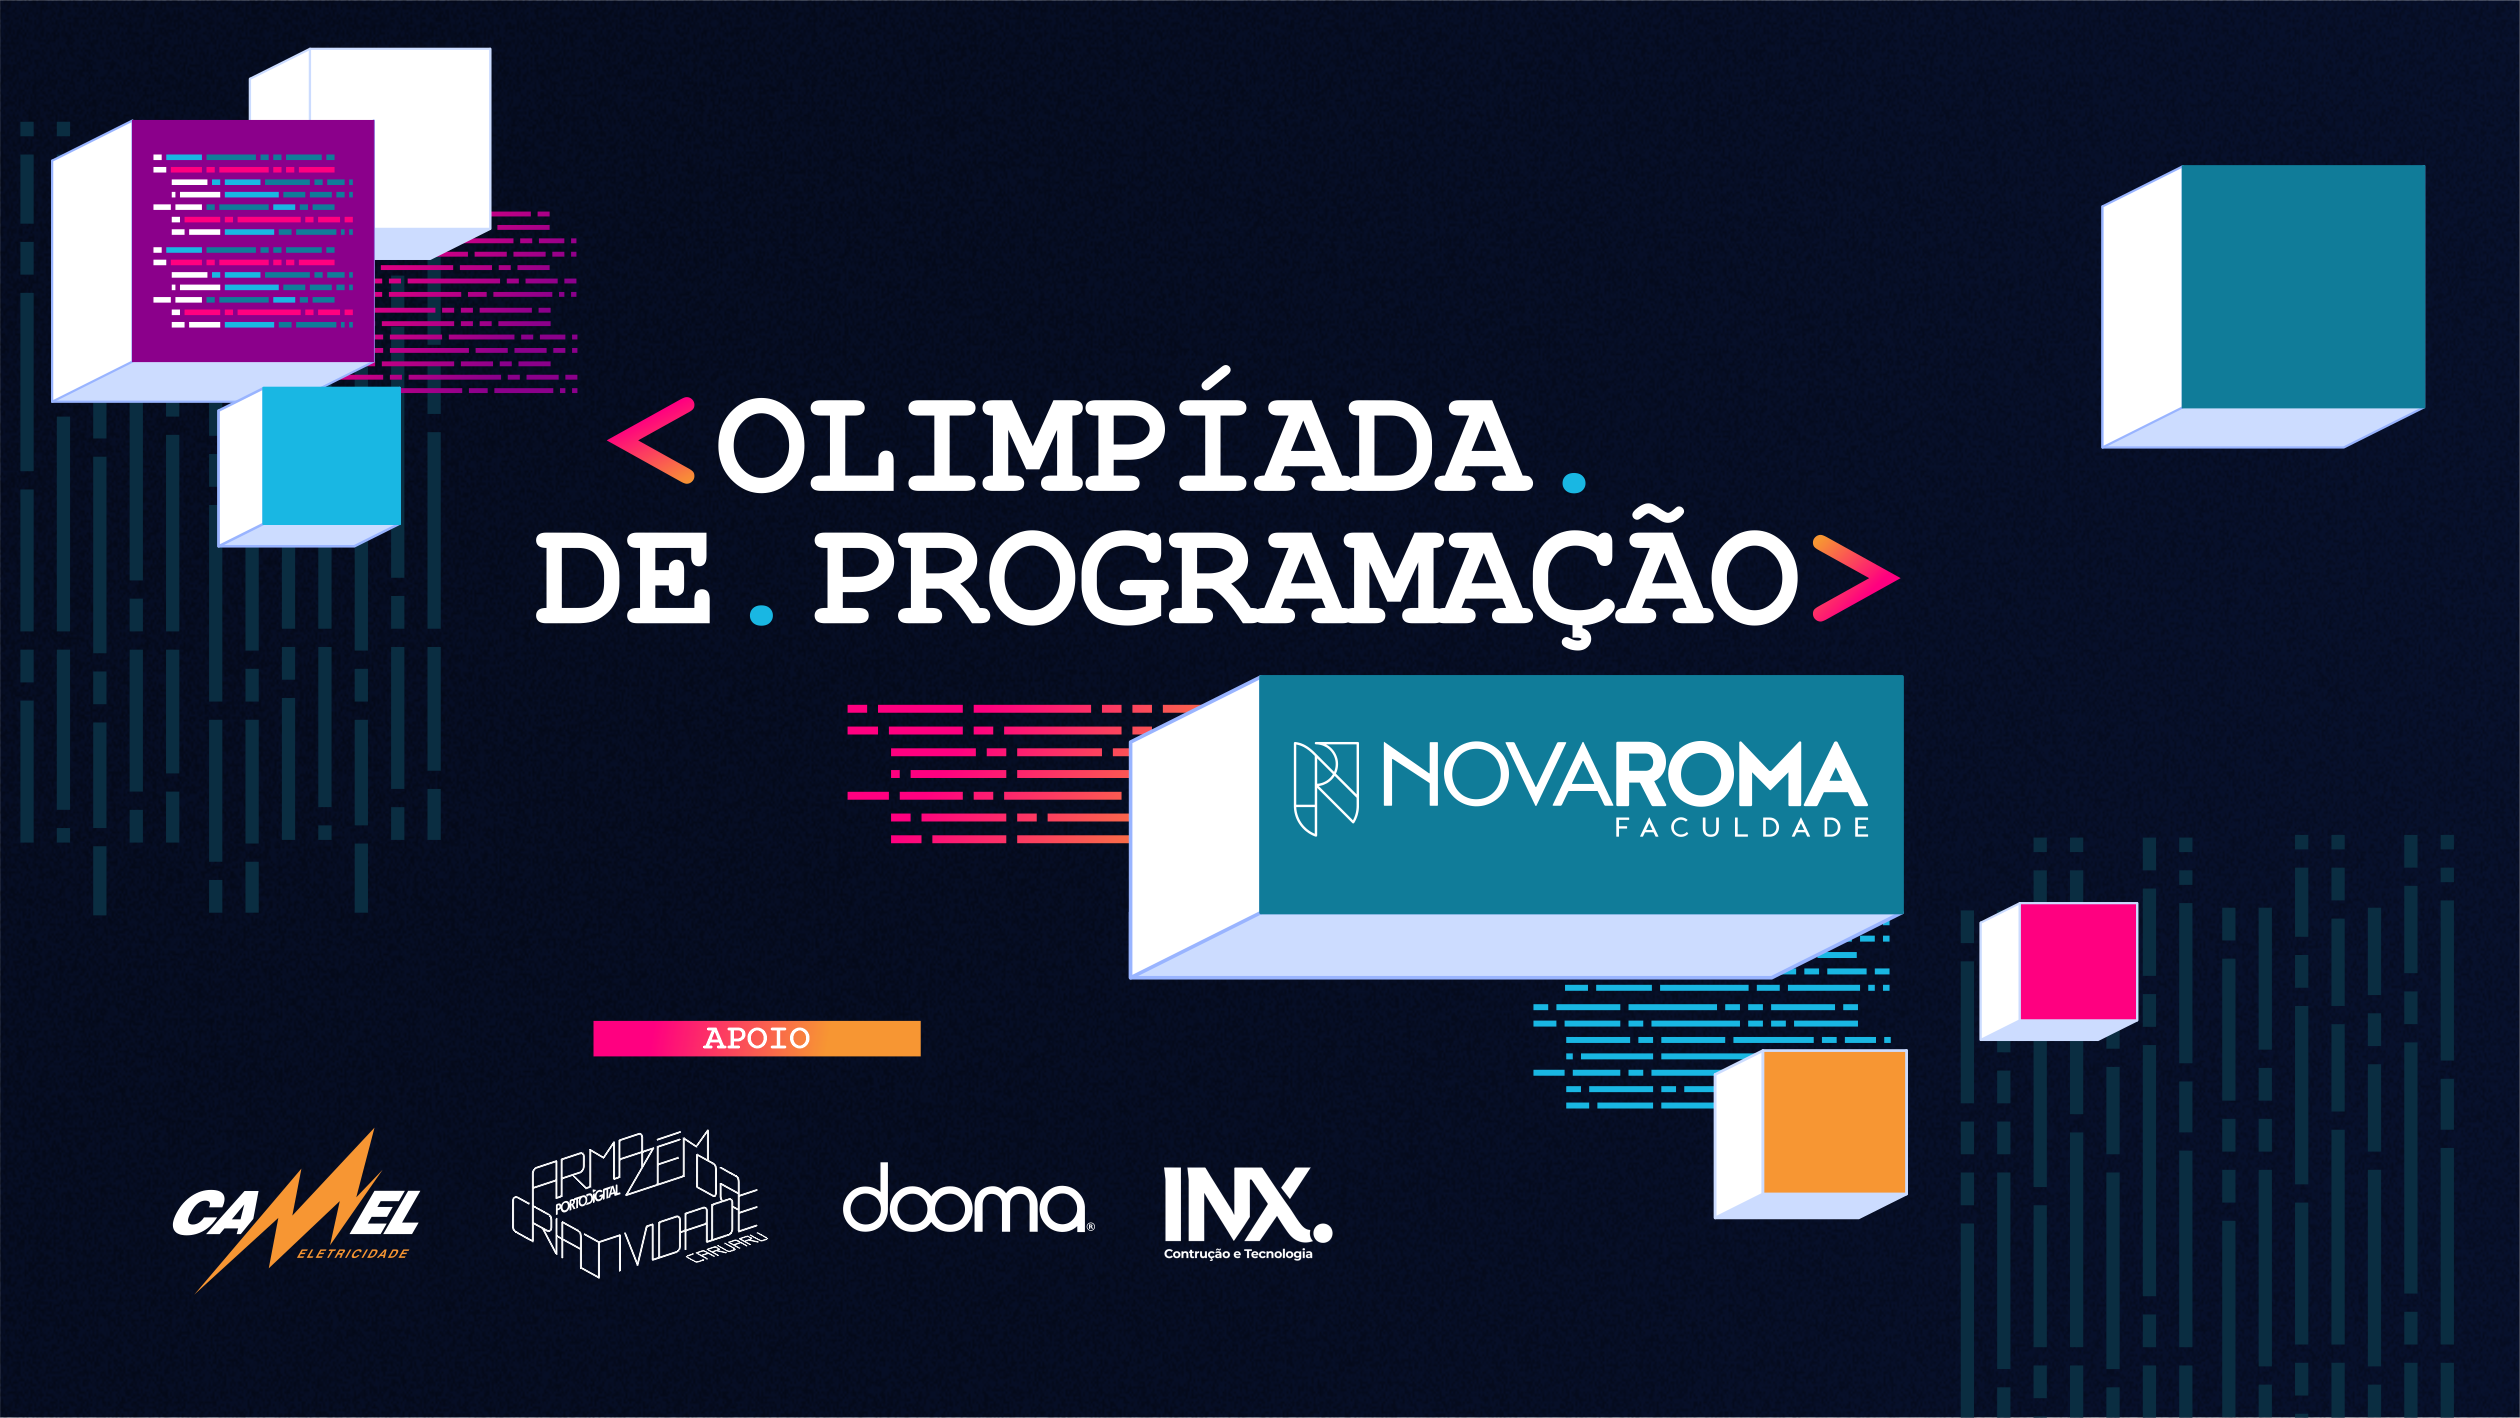 <OLIMPÍADA.
DE.PROGRAMAÇÃO>
NOVAROMA
FACULDADE
APOIO
CAMEL
ELETRICIDADE
ARMAZÉM DA
PORTODIGITAL
CRIATIVIDADE
CARUARU
dooma®
INX.
Contrução e Tecnologia